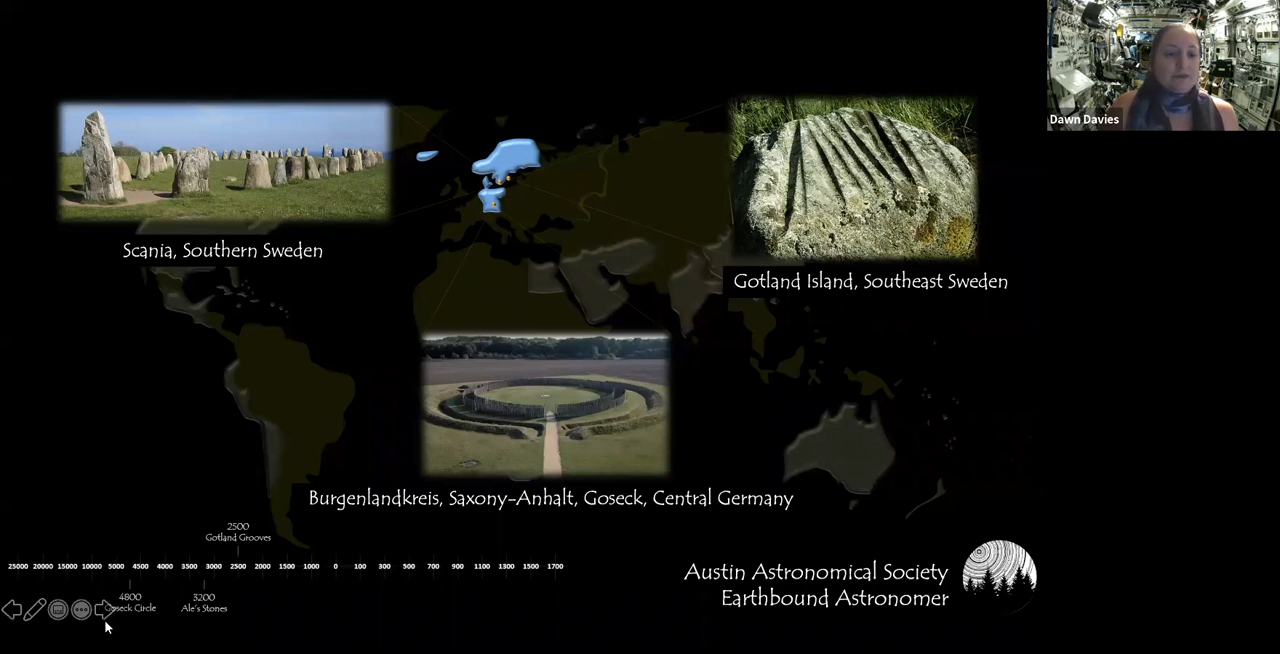 Dawn Davies
Scania, Southern Sweden
Gotland Island, Southeast Sweden
Burgenlandkreis, Saxony-Anhalt, Goseck, Central Germany
2500
Gotland Grooves
25000 20000 15000 10000 5000 4500 4000 3500 3000 2500 2000 1500 1000 0 100 300 500 700 900 1100 1300 1500 1700
4800
Goseck Circle
3200
Ale's Stones
Austin Astronomical Society
Earthbound Astronomer